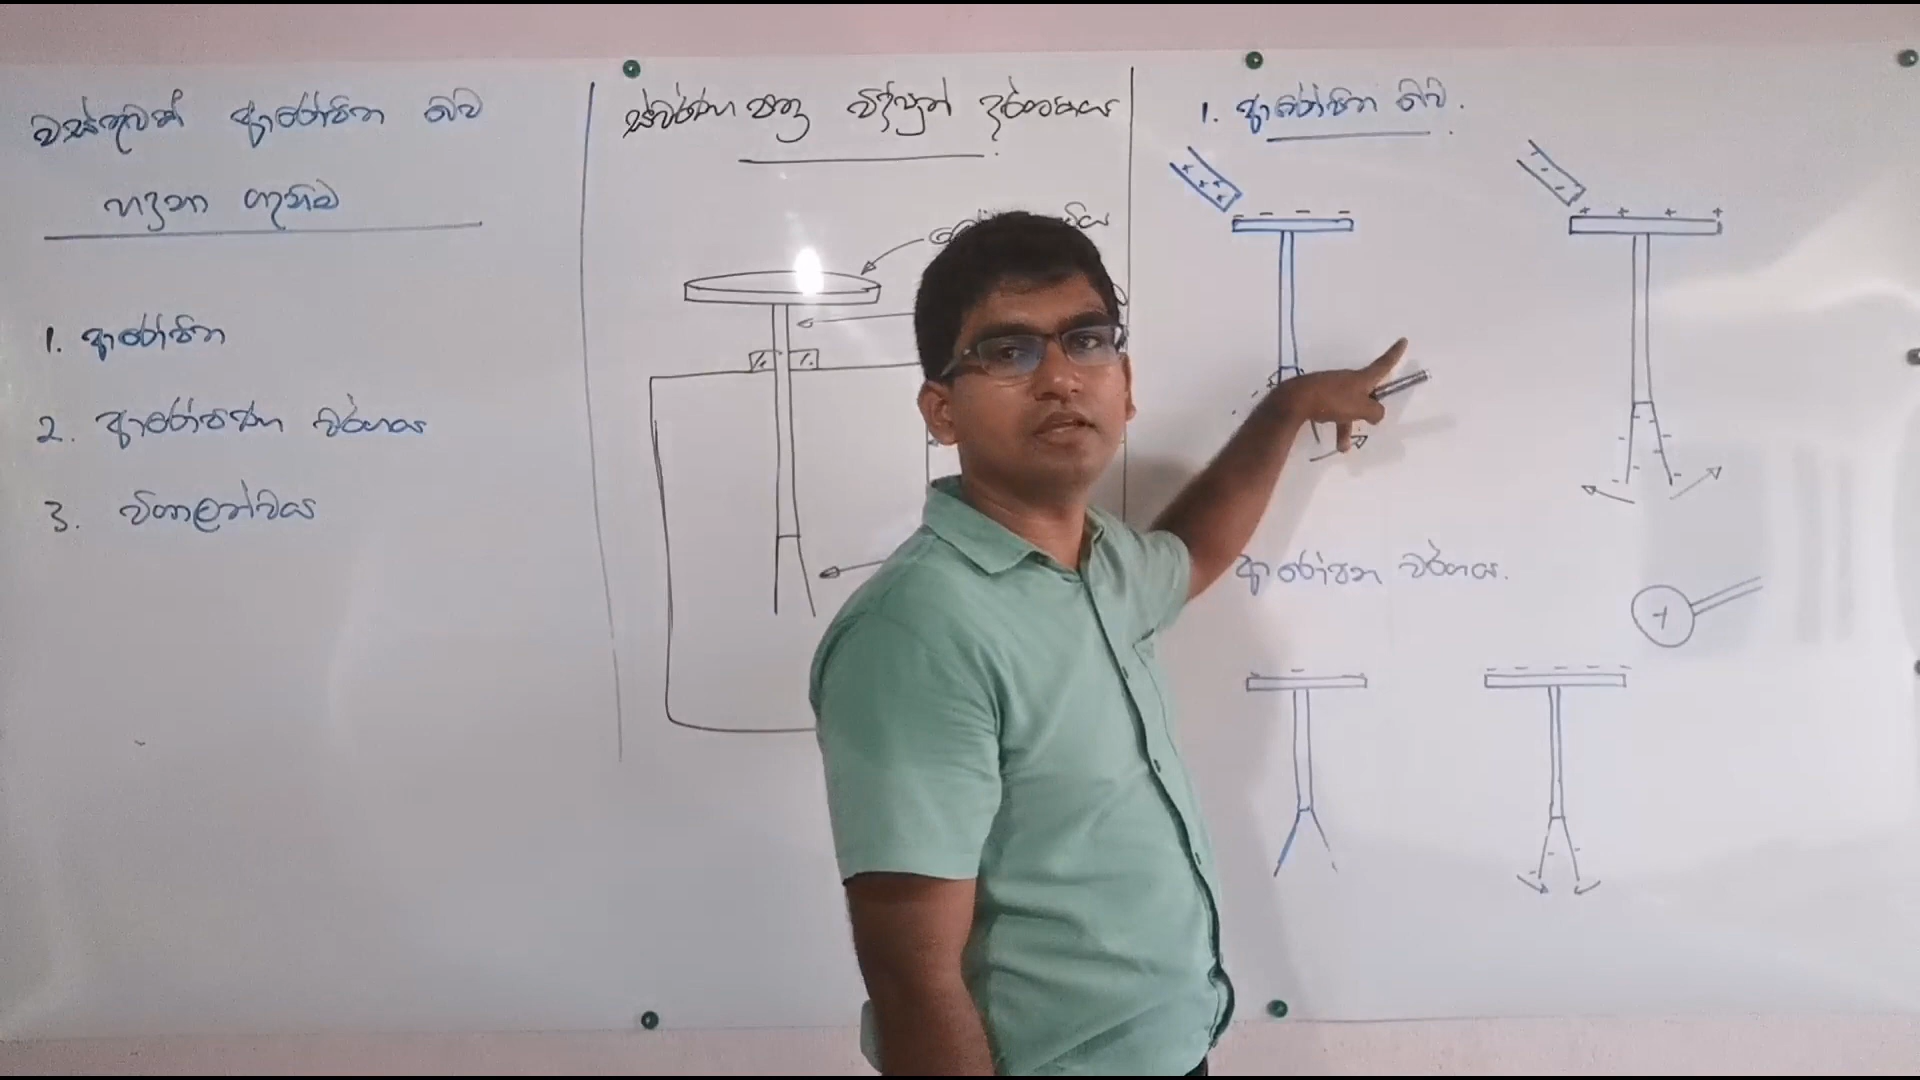 වස්තුවක් ආරෝපිත බව
හඳුනා ගැනීම
1. ආරෝපිත
2. ආරෝපණ වර්ගය
3. විශාලත්වය
ස්වර්ණ පත්‍ර විද්යුත් දර්ශකය
1. ආරෝපිත බව.
ආරෝපන වර්ගය.